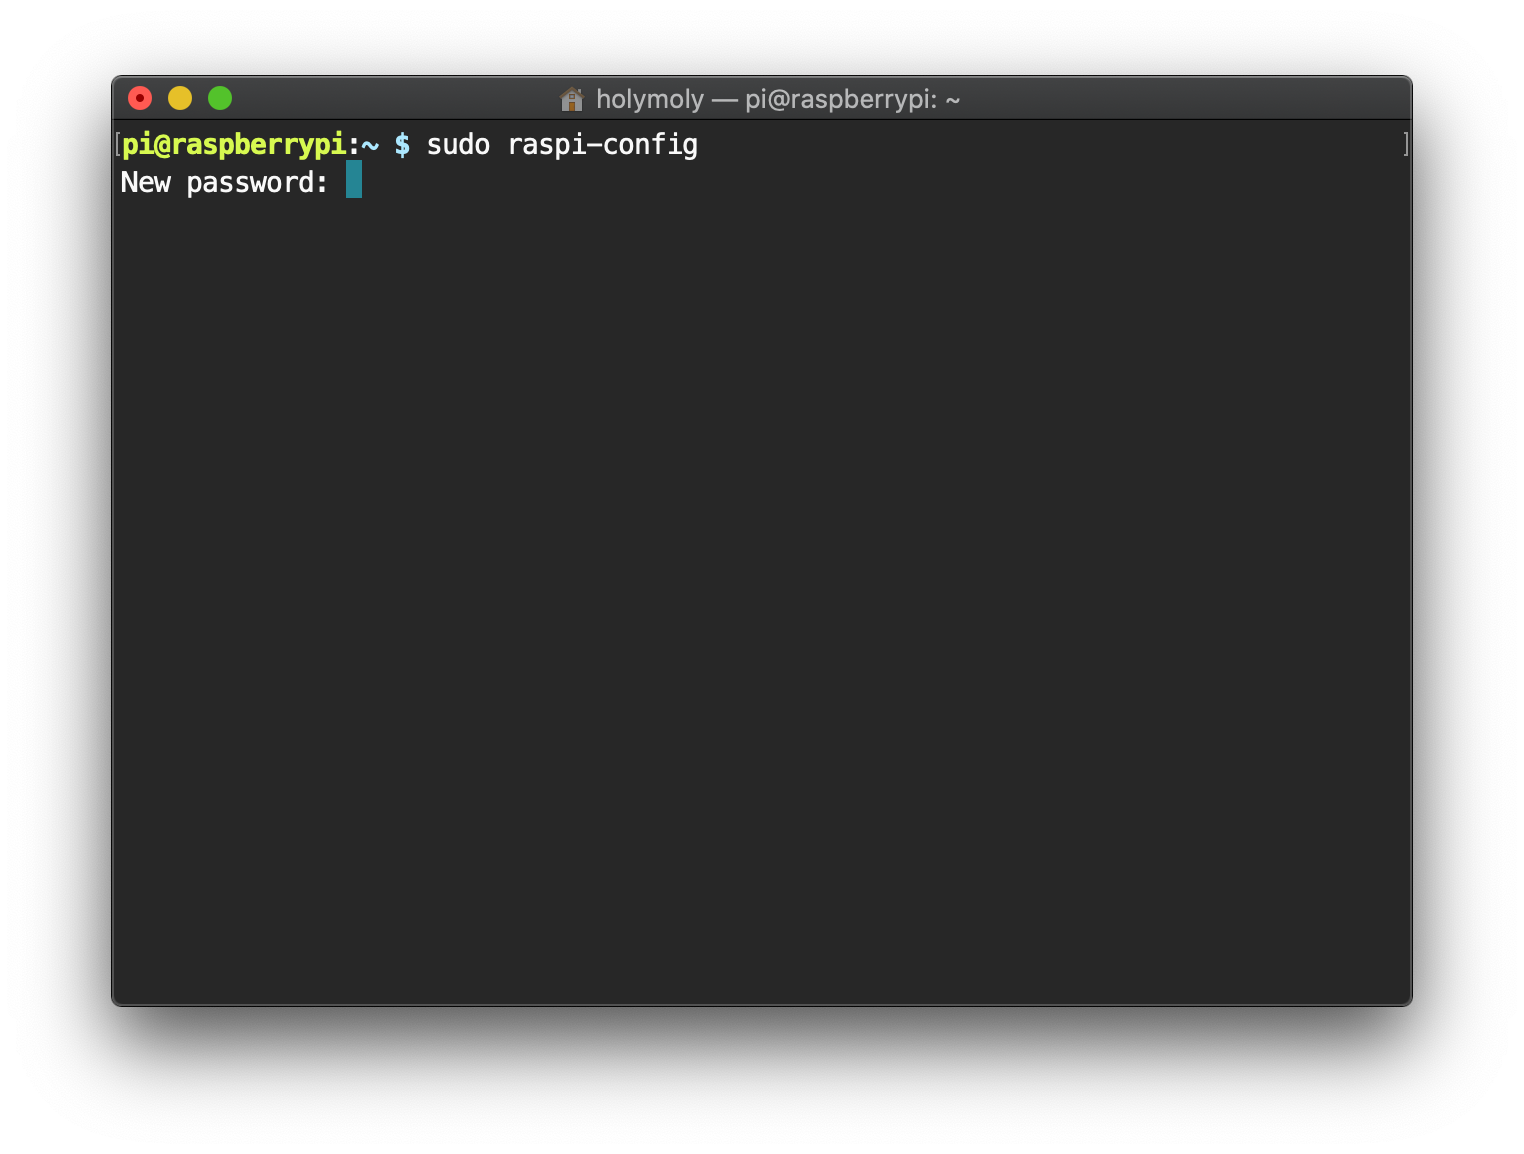 holymoly — pi@raspberrypi: ~
[pi@raspberrypi:~ $ sudo raspi-config ]
New password: